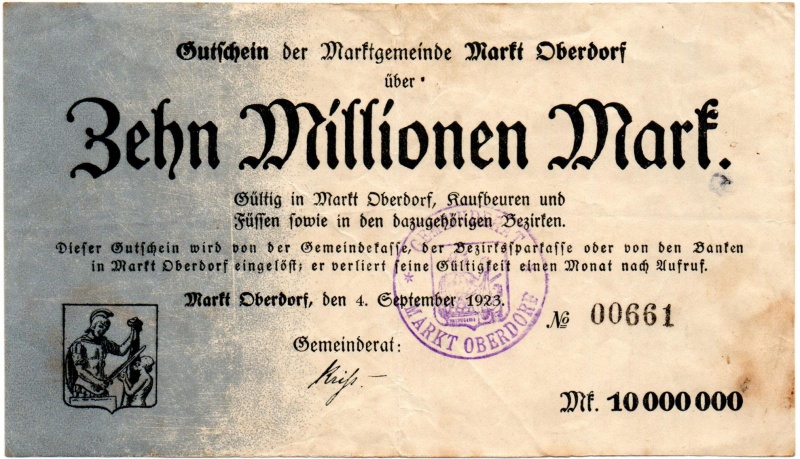 Gutschein der Marktgemeinde Markt Oberdorf
über
Zehn Millionen Mark.
Gültig in Markt Oberdorf, Kaufbeuren und
Füssen sowie in den dazugehörigen Bezirken.
Dieser Gutschein wird von der Gemeindekasse, der Bezirkssparkasse oder von den Banken
in Markt Oberdorf eingelöst; er verliert seine Gültigkeit einen Monat nach Aufruf.
Markt Oberdorf, den 4. September 1923.
№ 00661
Gemeinderat:
GEMEINDERAT
* MARKT OBERDORF *
Mk. 10 000 000